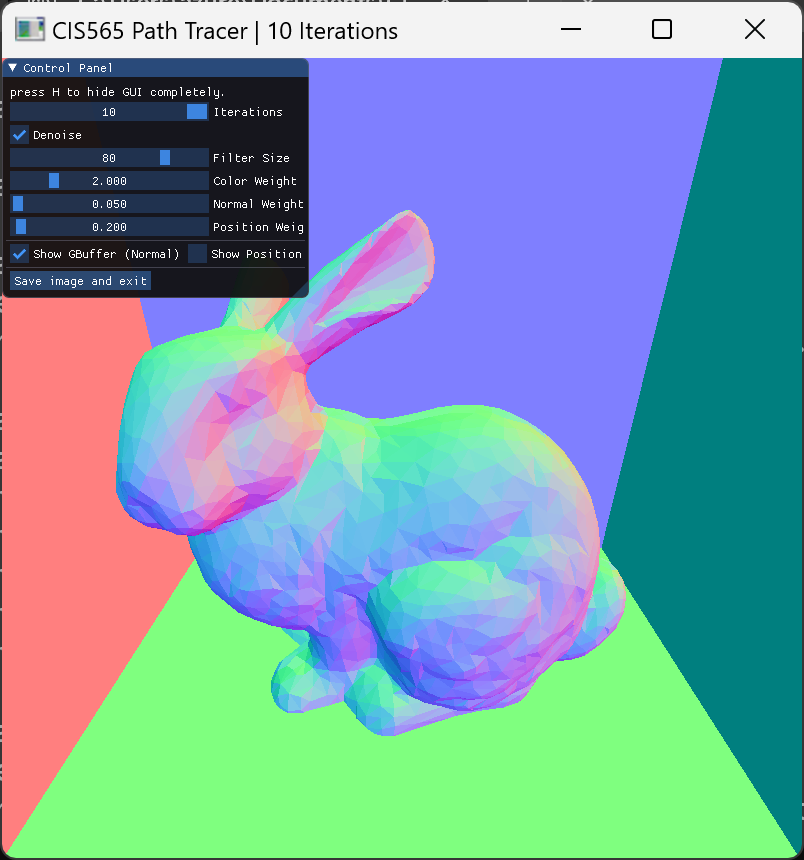 CIS565 Path Tracer | 10 Iterations
Control Panel
press H to hide GUI completely.
10 Iterations
Denoise
80 Filter Size
2.000 Color Weight
0.050 Normal Weight
0.200 Position Weig
Show GBuffer (Normal) Show Position
Save image and exit